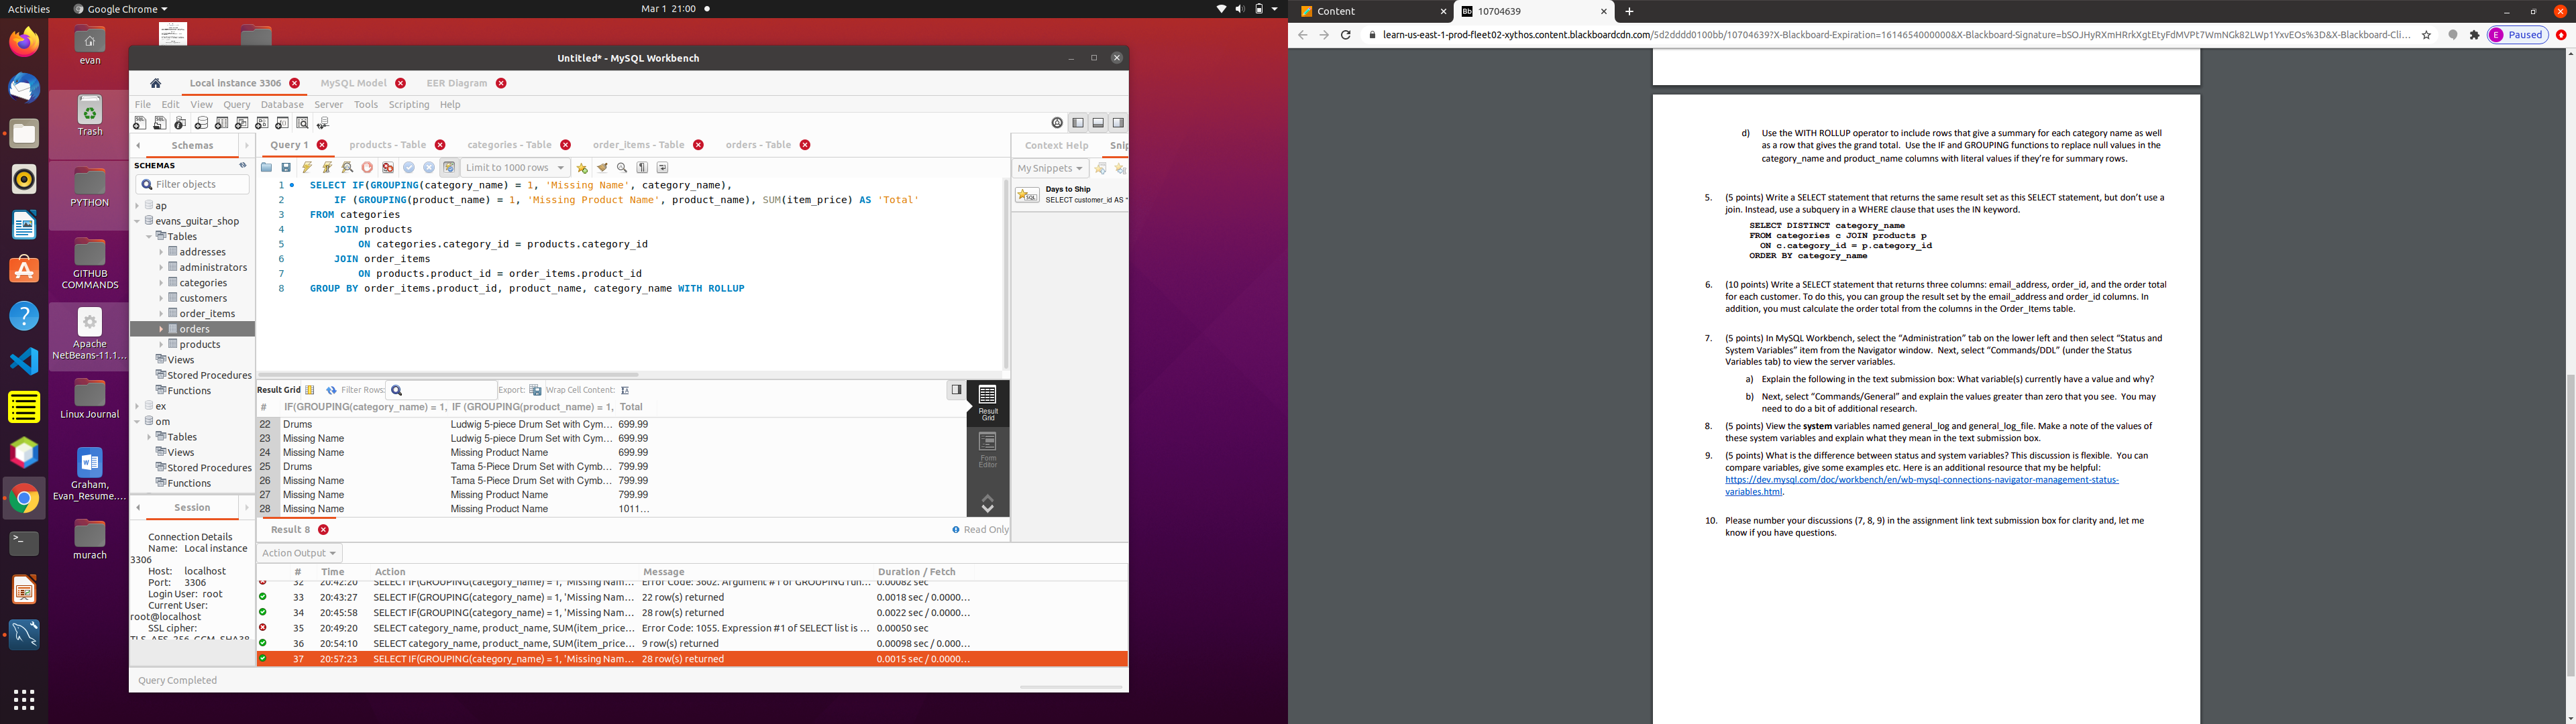 Activities
Google Chrome
Mar 1 21:00
evan
Trash
PYTHON
GITHUB
COMMANDS
Apache
NetBeans-11.1...
Linux Journal
Graham,
Evan_Resume....
murach
Untitled* - MySQL Workbench
Local instance 3306
MySQL Model
EER Diagram
File Edit View Query Database Server Tools Scripting Help
Schemas
SCHEMAS
Filter objects
ap
evans_guitar_shop
Tables
addresses
administrators
categories
customers
order_items
orders
products
Views
Stored Procedures
Functions
ex
om
Tables
Views
Stored Procedures
Functions
Session
Connection Details
Name: Local instance
3306
Host: localhost
Port: 3306
Login User: root
Current User:
root@localhost
SSL cipher:
Query 1
products - Table
categories - Table
order_items - Table
orders - Table
Limit to 1000 rows
1 SELECT IF(GROUPING(category_name) = 1, 'Missing Name', category_name),
2 IF (GROUPING(product_name) = 1, 'Missing Product Name', product_name), SUM(item_price) AS 'Total'
3 FROM categories
4 JOIN products
5 ON categories.category_id = products.category_id
6 JOIN order_items
7 ON products.product_id = order_items.product_id
8 GROUP BY order_items.product_id, product_name, category_name WITH ROLLUP
Context Help
Snip
My Snippets
Days to Ship
SELECT customer_id AS
Result Grid
Filter Rows:
Export:
Wrap Cell Content:
# IF(GROUPING(category_name) = 1, IF (GROUPING(product_name) = 1, Total
22 Drums Ludwig 5-piece Drum Set with Cym... 699.99
23 Missing Name Ludwig 5-piece Drum Set with Cym... 699.99
24 Missing Name Missing Product Name 699.99
25 Drums Tama 5-Piece Drum Set with Cymb... 799.99
26 Missing Name Tama 5-Piece Drum Set with Cymb... 799.99
27 Missing Name Missing Product Name 799.99
28 Missing Name Missing Product Name 1011...
Result
Grid
Form
Editor
Result 8
Read Only
Action Output
# Time Action Message Duration / Fetch
32 20:42:20 SELECT IF(GROUPING(category_name) = 1, 'Missing Nam... Error Code: 3602. Argument #1 of GROUPING fun... 0.00082 sec
33 20:43:27 SELECT IF(GROUPING(category_name) = 1, 'Missing Nam... 22 row(s) returned 0.0018 sec / 0.0000...
34 20:45:58 SELECT IF(GROUPING(category_name) = 1, 'Missing Nam... 28 row(s) returned 0.0022 sec / 0.0000...
35 20:49:20 SELECT category_name, product_name, SUM(item_price... Error Code: 1055. Expression #1 of SELECT list is ... 0.00050 sec
36 20:54:10 SELECT category_name, product_name, SUM(item_price... 9 row(s) returned 0.00098 sec / 0.0000...
37 20:57:23 SELECT IF(GROUPING(category_name) = 1, 'Missing Nam... 28 row(s) returned 0.0015 sec / 0.0000...
Query Completed
Content
Bb 10704639
learn-us-east-1-prod-fleet02-xythos.content.blackboardcdn.com/5d2dddd0100bb/10704639?X-Blackboard-Expiration=1614654000000&X-Blackboard-Signature=bSOJHyRXmHRrkXgtEtyFdMVPt7WmNGk82LWp1YxvEOs%3D&X-Blackboard-Cli...
E Paused
d) Use the WITH ROLLUP operator to include rows that give a summary for each category name as well
as a row that gives the grand total. Use the IF and GROUPING functions to replace null values in the
category_name and product_name columns with literal values if they're for summary rows.
5. (5 points) Write a SELECT statement that returns the same result set as this SELECT statement, but don't use a
join. Instead, use a subquery in a WHERE clause that uses the IN keyword.
SELECT DISTINCT category_name
FROM categories c JOIN products p
ON c.category_id = p.category_id
ORDER BY category_name
6. (10 points) Write a SELECT statement that returns three columns: email_address, order_id, and the order total
for each customer. To do this, you can group the result set by the email_address and order_id columns. In
addition, you must calculate the order total from the columns in the Order_Items table.
7. (5 points) In MySQL Workbench, select the "Administration" tab on the lower left and then select "Status and
System Variables" item from the Navigator window. Next, select "Commands/DDL" (under the Status
Variables tab) to view the server variables.
a) Explain the following in the text submission box: What variable(s) currently have a value and why?
b) Next, select "Commands/General" and explain the values greater than zero that you see. You may
need to do a bit of additional research.
8. (5 points) View the system variables named general_log and general_log_file. Make a note of the values of
these system variables and explain what they mean in the text submission box.
9. (5 points) What is the difference between status and system variables? This discussion is flexible. You can
compare variables, give some examples etc. Here is an additional resource that my be helpful:
https://dev.mysql.com/doc/workbench/en/wb-mysql-connections-navigator-management-status-
variables.html.
10. Please number your discussions (7, 8, 9) in the assignment link text submission box for clarity and, let me
know if you have questions.